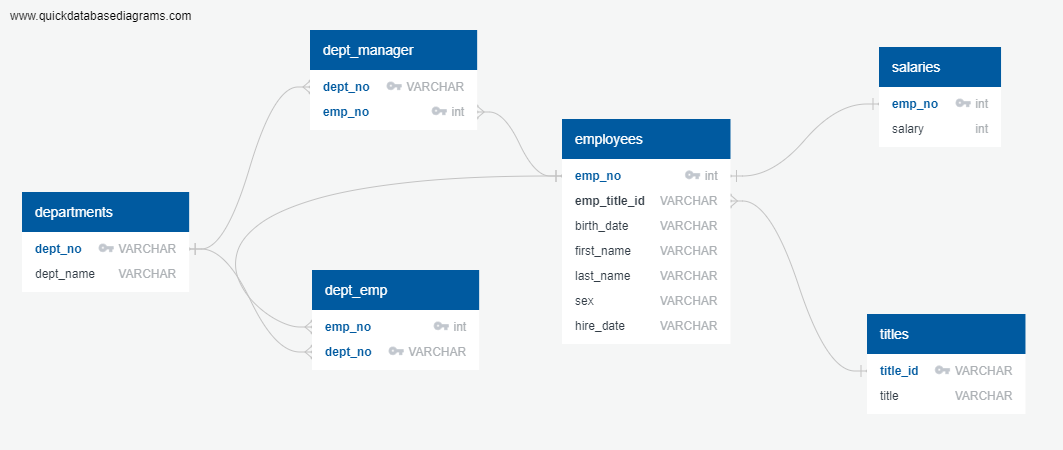 www.quickdatabasediagrams.com
dept_manager
dept_no VARCHAR
emp_no int
salaries
emp_no int
salary int
employees
emp_no int
emp_title_id VARCHAR
birth_date VARCHAR
first_name VARCHAR
last_name VARCHAR
sex VARCHAR
hire_date VARCHAR
departments
dept_no VARCHAR
dept_name VARCHAR
dept_emp
emp_no int
dept_no VARCHAR
titles
title_id VARCHAR
title VARCHAR